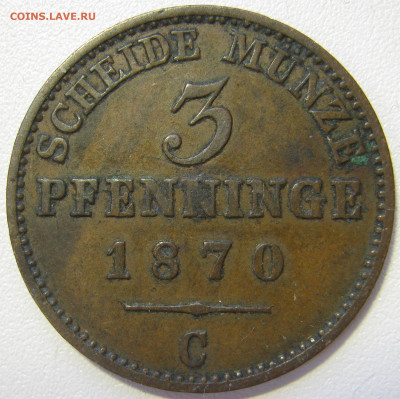 COINS.LAVE.RU
SCHEIDE MÜNZE
3
PFENNINGE
1870
C